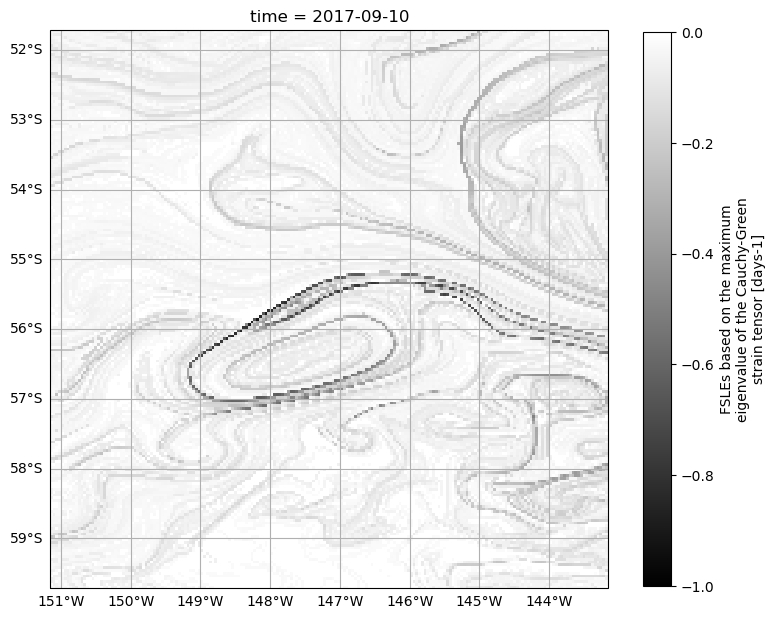 time = 2017-09-10
52°S
53°S
54°S
55°S
56°S
57°S
58°S
59°S
151°W 150°W 149°W 148°W 147°W 146°W 145°W 144°W
0.0
−0.2
−0.4
−0.6
−0.8
−1.0
FSLEs based on the maximum
eigenvalue of the Cauchy-Green
strain tensor [days-1]